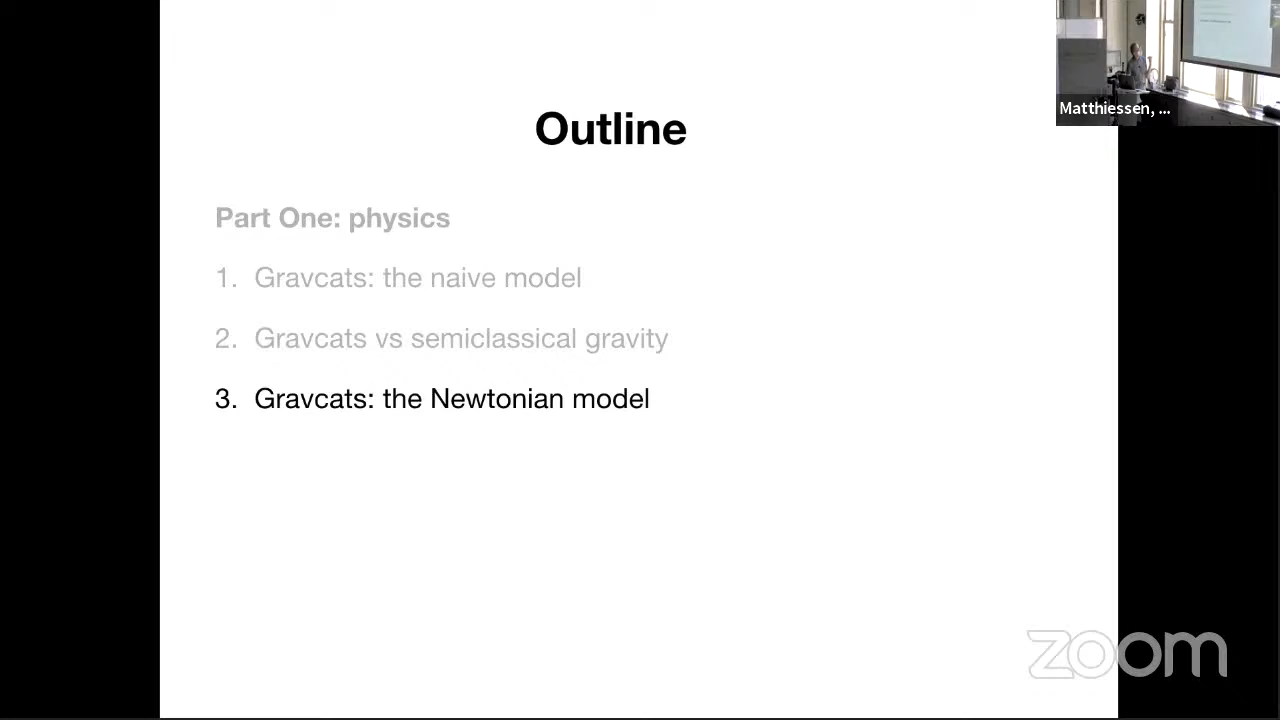 Outline
Part One: physics
1. Gravcats: the naive model
2. Gravcats vs semiclassical gravity
3. Gravcats: the Newtonian model
Matthiessen, ...
zoom